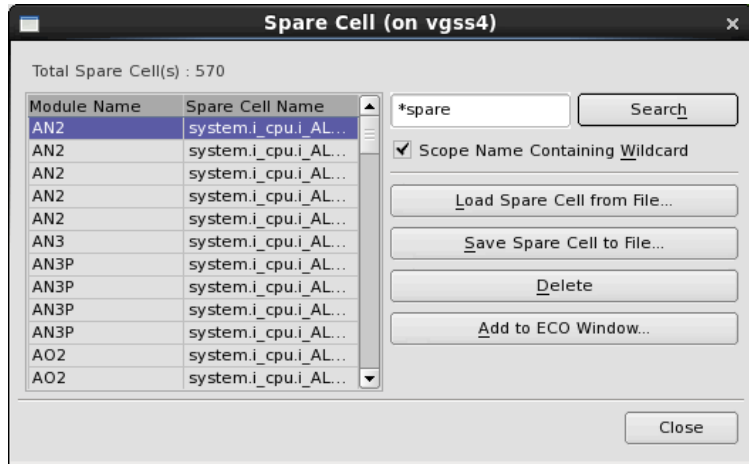 Spare Cell (on vgss4)
Total Spare Cell(s) : 570
Module Name Spare Cell Name
AN2 system.i_cpu.i_AL...
AN2 system.i_cpu.i_AL...
AN2 system.i_cpu.i_AL...
AN2 system.i_cpu.i_AL...
AN2 system.i_cpu.i_AL...
AN3 system.i_cpu.i_AL...
AN3P system.i_cpu.i_AL...
AN3P system.i_cpu.i_AL...
AN3P system.i_cpu.i_AL...
AN3P system.i_cpu.i_AL...
AO2 system.i_cpu.i_AL...
AO2 system.i_cpu.i_AL...
*spare Search
Scope Name Containing Wildcard
Load Spare Cell from File...
Save Spare Cell to File...
Delete
Add to ECO Window...
Close